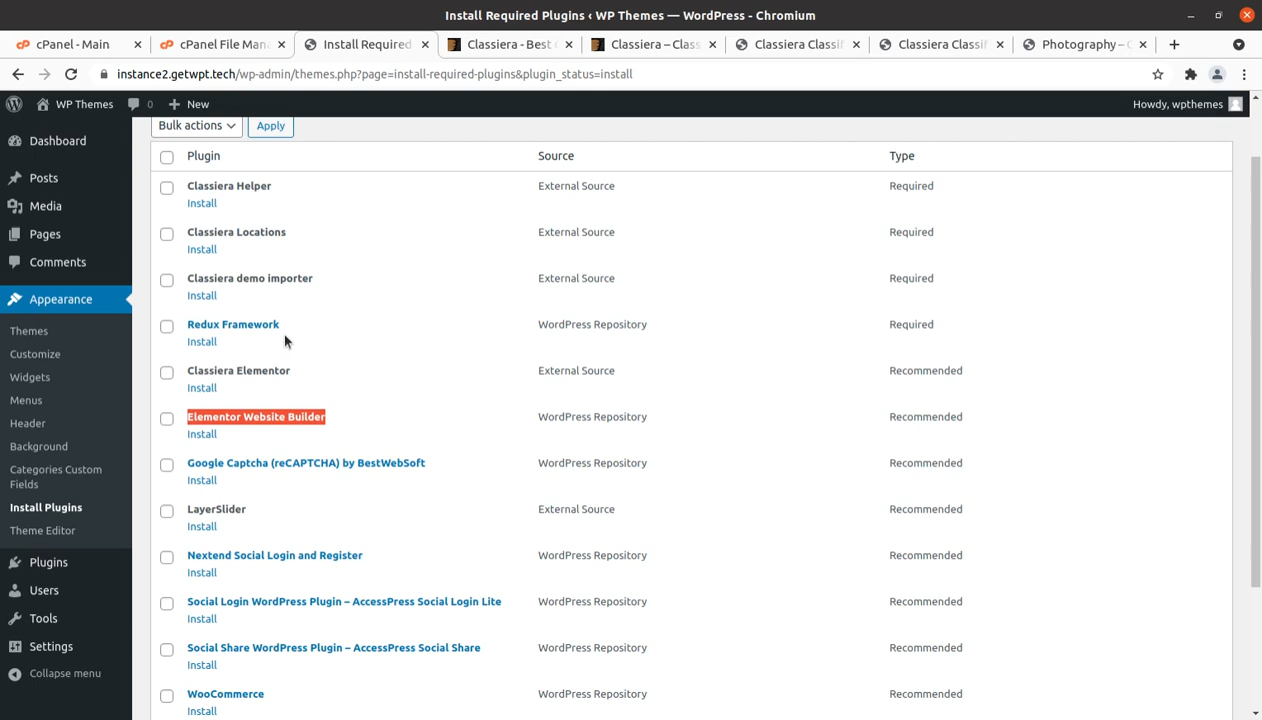 Install Required Plugins ‹ WP Themes — WordPress - Chromium
cPanel - Main
cPanel File Man
Install Required
Classiera - Best
Classiera – Clas
Classiera Classif
Classiera Classif
Photography – C
instance2.getwpt.tech/wp-admin/themes.php?page=install-required-plugins&plugin_status=install
WP Themes 0 New Howdy, wpthemes
Dashboard
Posts
Media
Pages
Comments
Appearance
Themes
Customize
Widgets
Menus
Header
Background
Categories Custom
Fields
Install Plugins
Theme Editor
Plugins
Users
Tools
Settings
Collapse menu
Bulk actions Apply
Plugin Source Type
Classiera Helper External Source Required
Install
Classiera Locations External Source Required
Install
Classiera demo importer External Source Required
Install
Redux Framework WordPress Repository Required
Install
Classiera Elementor External Source Recommended
Install
Elementor Website Builder WordPress Repository Recommended
Install
Google Captcha (reCAPTCHA) by BestWebSoft WordPress Repository Recommended
Install
LayerSlider External Source Recommended
Install
Nextend Social Login and Register WordPress Repository Recommended
Install
Social Login WordPress Plugin – AccessPress Social Login Lite WordPress Repository Recommended
Install
Social Share WordPress Plugin – AccessPress Social Share WordPress Repository Recommended
Install
WooCommerce WordPress Repository Recommended
Install